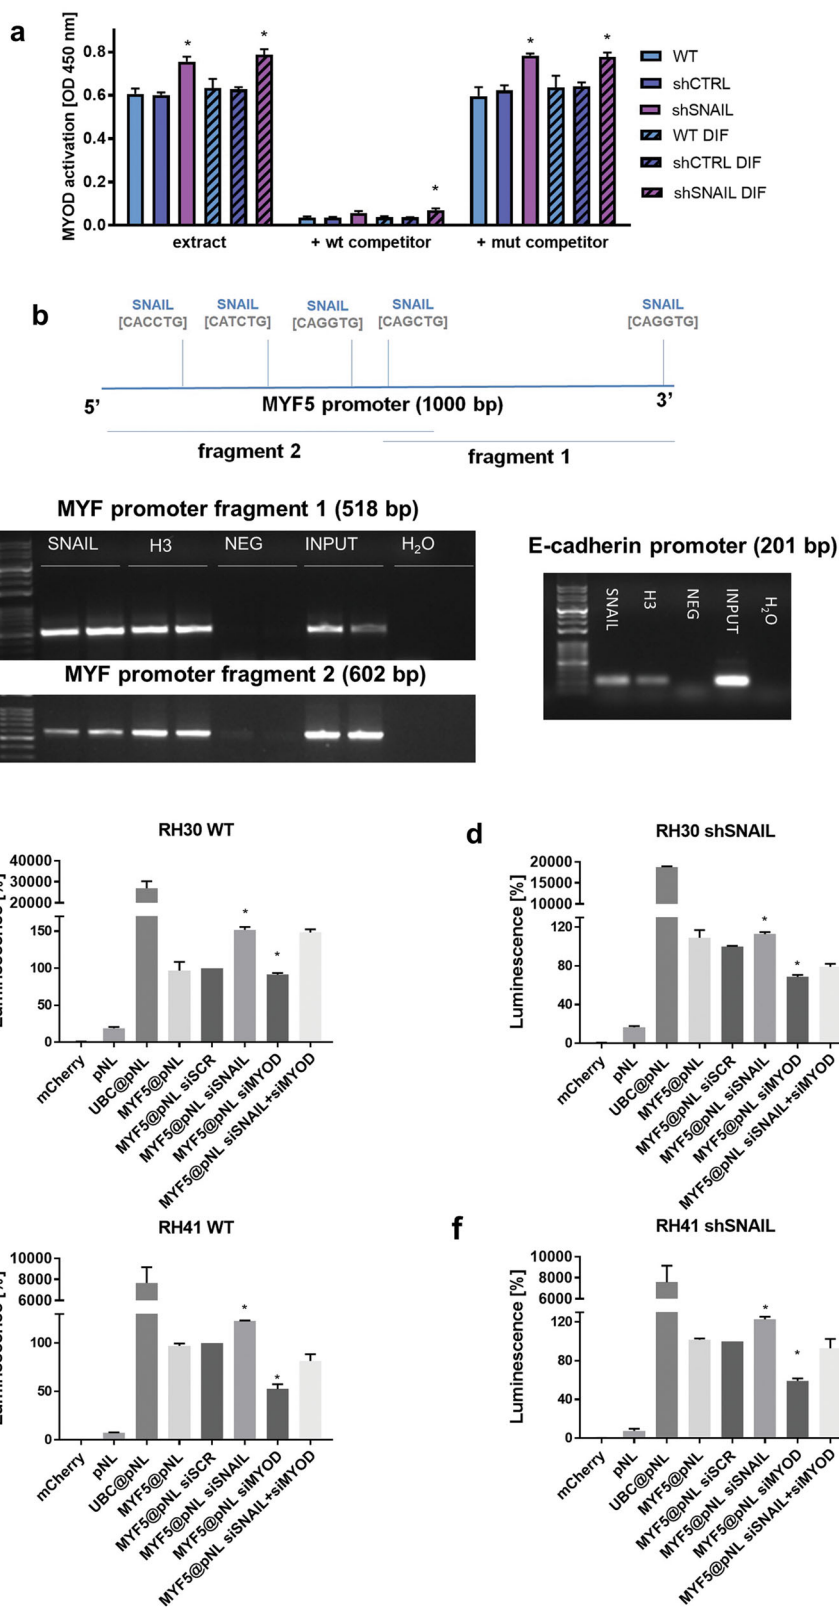 a
MYOD activation [OD 450 nm]
0.8
0.6
0.4
0.2
0.0
* * * * *
extract + wt competitor + mut competitor
WT
shCTRL
shSNAIL
WT DIF
shCTRL DIF
shSNAIL DIF
b
SNAIL SNAIL SNAIL SNAIL SNAIL
[CACCTG] [CATCTG] [CAGGTG] [CAGCTG] [CAGGTG]
5’ MYF5 promoter (1000 bp) 3’
fragment 2
fragment 1
MYF promoter fragment 1 (518 bp)
SNAIL H3 NEG INPUT H2O
MYF promoter fragment 2 (602 bp)
E-cadherin promoter (201 bp)
SNAIL H3 NEG INPUT H2O
RH30 WT
Luminescence [%]
40000
30000
20000
150
100
50
0
* *
mCherry
pNL
UBC@pNL
MYF5@pNL
MYF5@pNL siSCR
MYF5@pNL siSNAIL
MYF5@pNL siMYOD
MYF5@pNL siSNAIL+siMYOD
d
RH30 shSNAIL
Luminescence [%]
20000
15000
10000
120
80
40
0
* *
mCherry
pNL
UBC@pNL
MYF5@pNL
MYF5@pNL siSCR
MYF5@pNL siSNAIL
MYF5@pNL siMYOD
MYF5@pNL siSNAIL+siMYOD
RH41 WT
Luminescence [%]
10000
8000
6000
100
50
0
* *
mCherry
pNL
UBC@pNL
MYF5@pNL
MYF5@pNL siSCR
MYF5@pNL siSNAIL
MYF5@pNL siMYOD
MYF5@pNL siSNAIL+siMYOD
f
RH41 shSNAIL
Luminescence [%]
10000
8000
6000
120
80
40
0
* *
mCherry
pNL
UBC@pNL
MYF5@pNL
MYF5@pNL siSCR
MYF5@pNL siSNAIL
MYF5@pNL siMYOD
MYF5@pNL siSNAIL+siMYOD